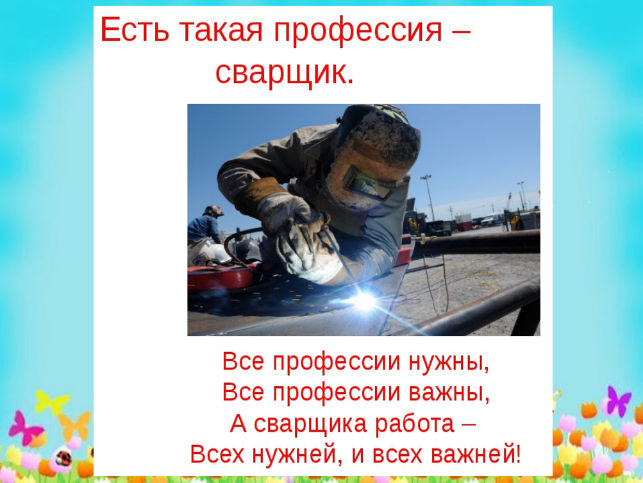 Есть такая профессия –
сварщик.
Все профессии нужны,
Все профессии важны,
А сварщика работа –
Всех нужней, и всех важней!